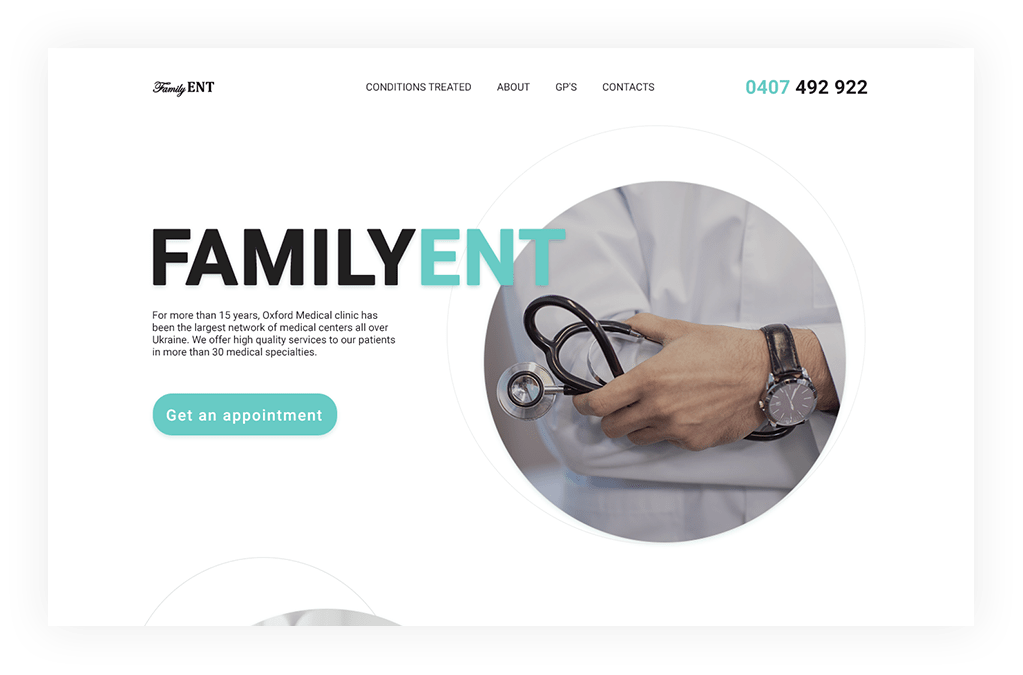 Family ENT
CONDITIONS TREATED
ABOUT
GP'S
CONTACTS
0407 492 922
FAMILYENT
For more than 15 years, Oxford Medical clinic has
been the largest network of medical centers all over
Ukraine. We offer high quality services to our patients
in more than 30 medical specialties.
Get an appointment